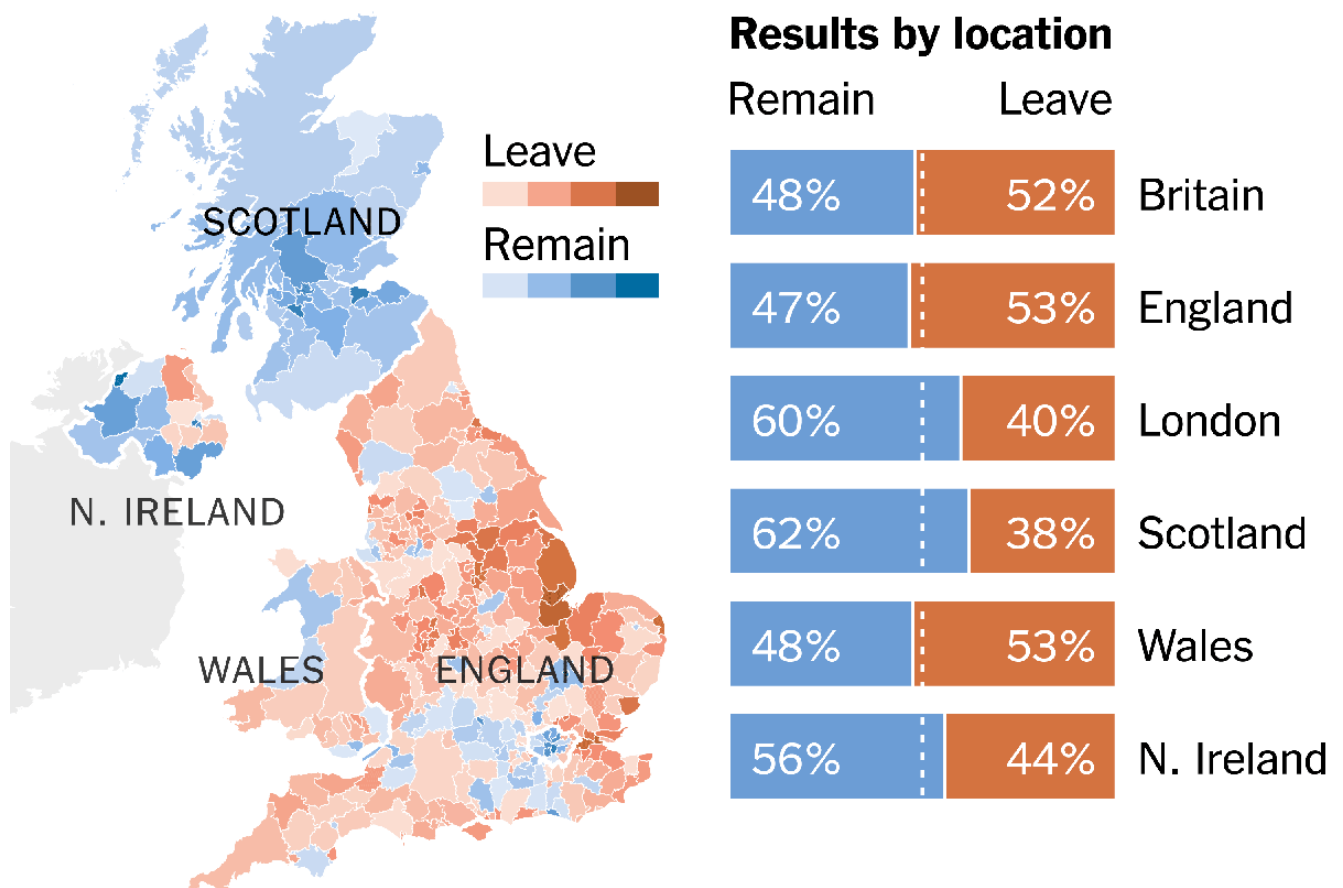 SCOTLAND
Leave
Remain
N. IRELAND
WALES
ENGLAND
Results by location
Remain Leave
48% 52% Britain
47% 53% England
60% 40% London
62% 38% Scotland
48% 53% Wales
56% 44% N. Ireland